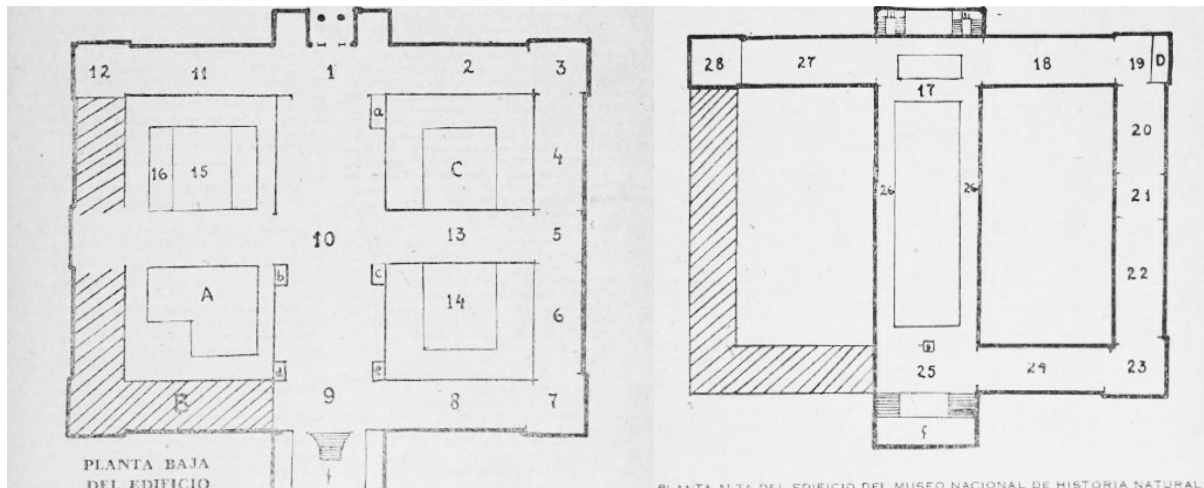 12 11 1 2 3
a
16 15 C 4
10 13 5
b c
A 14 6
d e
B 9 8 7
f
PLANTA BAJA
DEL EDIFICIO
28 27 18 19 D
17
20
26 26 21
22
g
25 24 23
f
PLANTA ALTA DEL EDIFICIO DEL MUSEO NACIONAL DE HISTORIA NATURAL